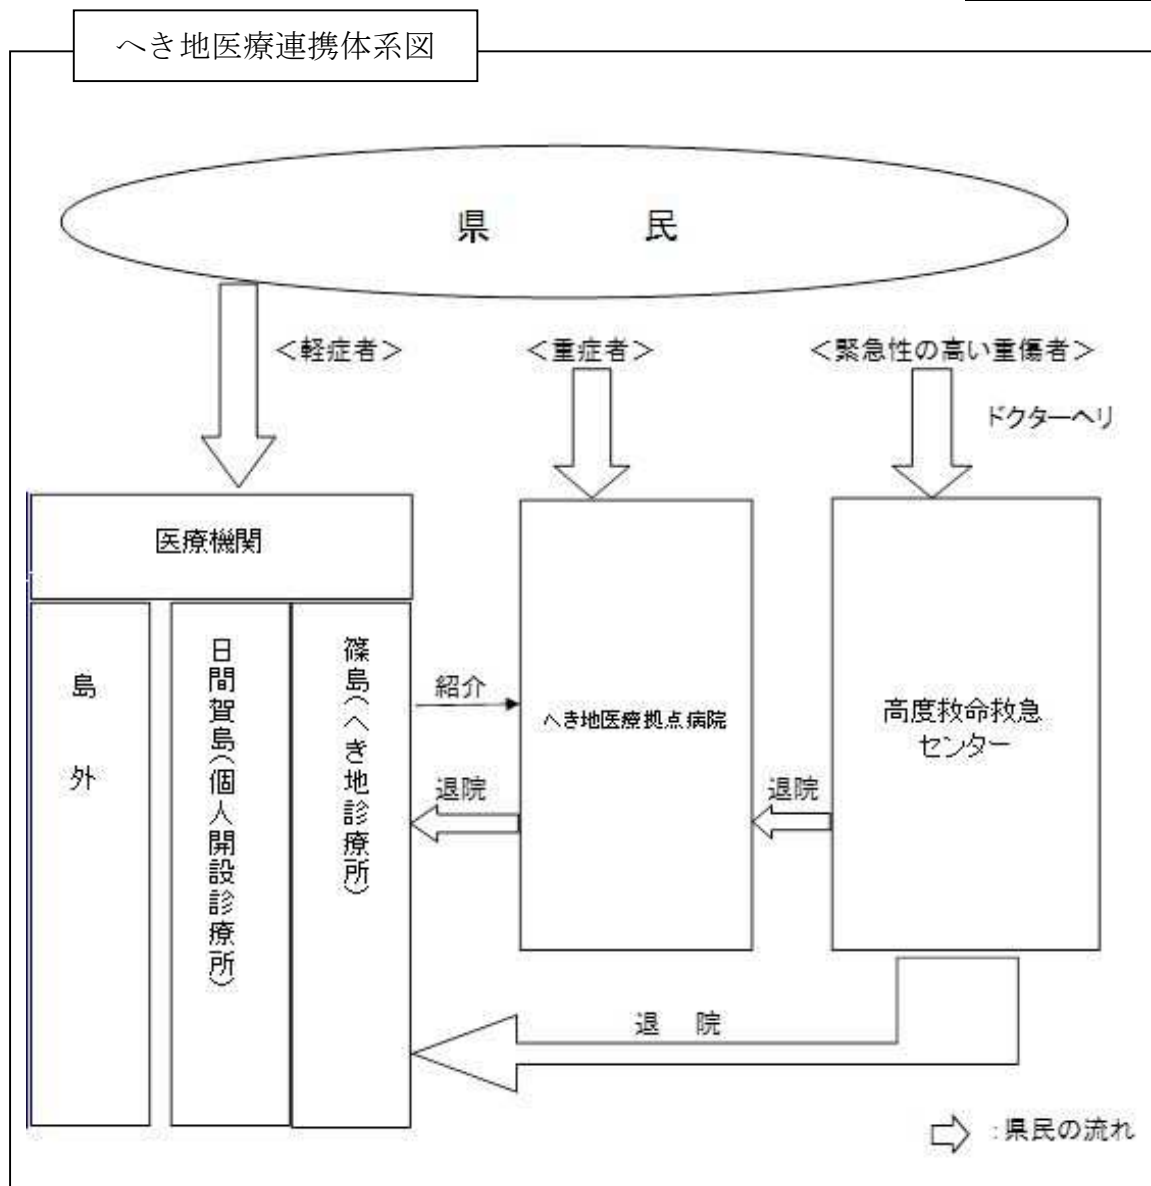 へき地医療連携体系図
県 民
＜軽症者＞
＜重症者＞
＜緊急性の高い重傷者＞
ドクターヘリ
医療機関
島外
日間賀島(個人開設診療所)
篠島(へき地診療所)
紹介
退院
へき地医療拠点病院
退院
高度救命救急
センター
退 院
:県民の流れ